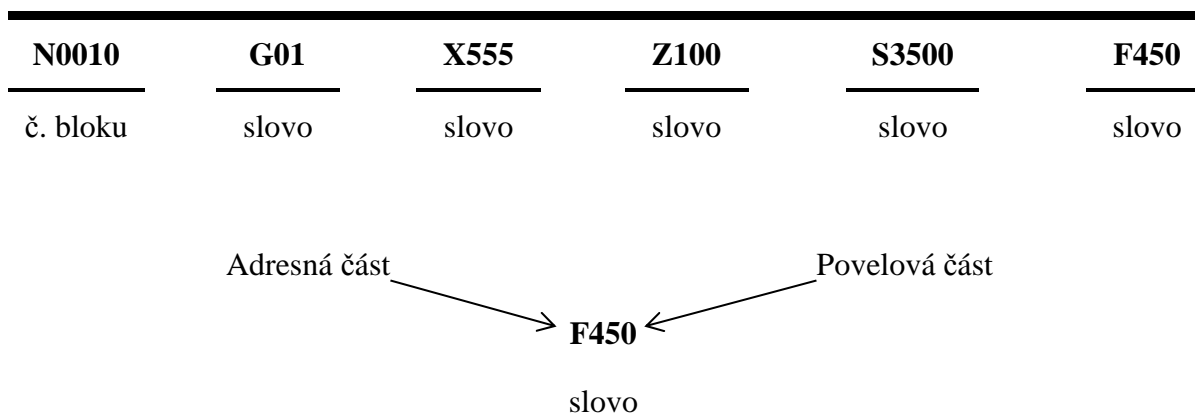 N0010 G01 X555 Z100 S3500 F450
č. bloku slovo slovo slovo slovo slovo
Adresná část Povelová část
F450
slovo